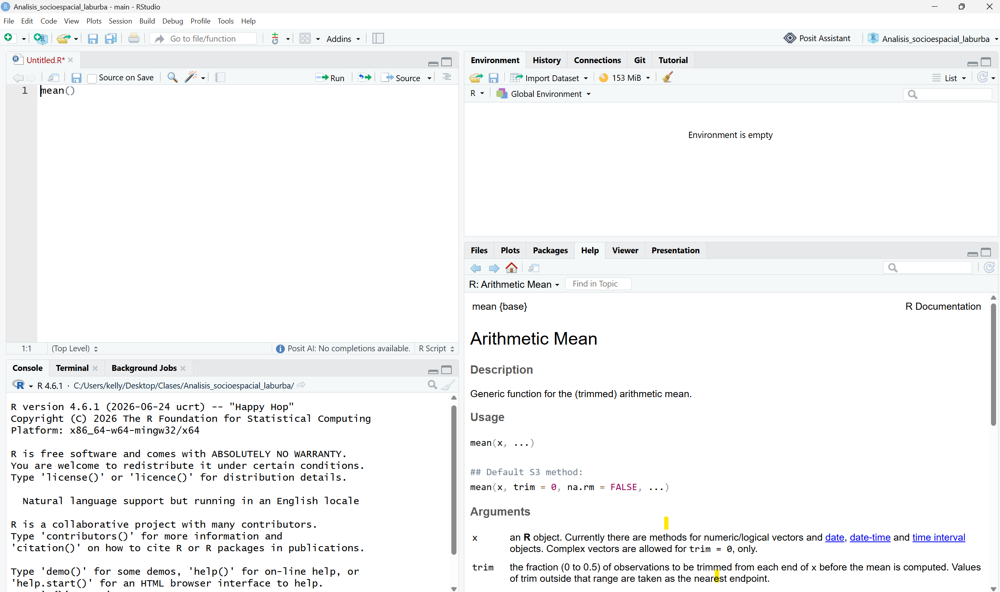 Analisis_socioespacial_laburba - main - RStudio
File Edit Code View Plots Session Build Debug Profile Tools Help
Go to file/function Addins Posit Assistant Analisis_socioespacial_laburba
Untitled.R*
Source on Save Run Source
1 mean()
1:1 (Top Level) Posit AI: No completions available. R Script
Console Terminal Background Jobs
R 4.6.1 · C:/Users/kelly/Desktop/Clases/Analisis_socioespacial_laburba/
R version 4.6.1 (2026-06-24 ucrt) -- "Happy Hop"
Copyright (C) 2026 The R Foundation for Statistical Computing
Platform: x86_64-w64-mingw32/x64
R is free software and comes with ABSOLUTELY NO WARRANTY.
You are welcome to redistribute it under certain conditions.
Type 'license()' or 'licence()' for distribution details.
Natural language support but running in an English locale
R is a collaborative project with many contributors.
Type 'contributors()' for more information and
'citation()' on how to cite R or R packages in publications.
Type 'demo()' for some demos, 'help()' for on-line help, or
'help.start()' for an HTML browser interface to help.
Environment History Connections Git Tutorial
Import Dataset 153 MiB List
R Global Environment
Environment is empty
Files Plots Packages Help Viewer Presentation
R: Arithmetic Mean Find in Topic
mean {base} R Documentation
Arithmetic Mean
Description
Generic function for the (trimmed) arithmetic mean.
Usage
mean(x, ...)
## Default S3 method:
mean(x, trim = 0, na.rm = FALSE, ...)
Arguments
x an R object. Currently there are methods for numeric/logical vectors and date, date-time and time interval
objects. Complex vectors are allowed for trim = 0, only.
trim the fraction (0 to 0.5) of observations to be trimmed from each end of x before the mean is computed. Values
of trim outside that range are taken as the nearest endpoint.